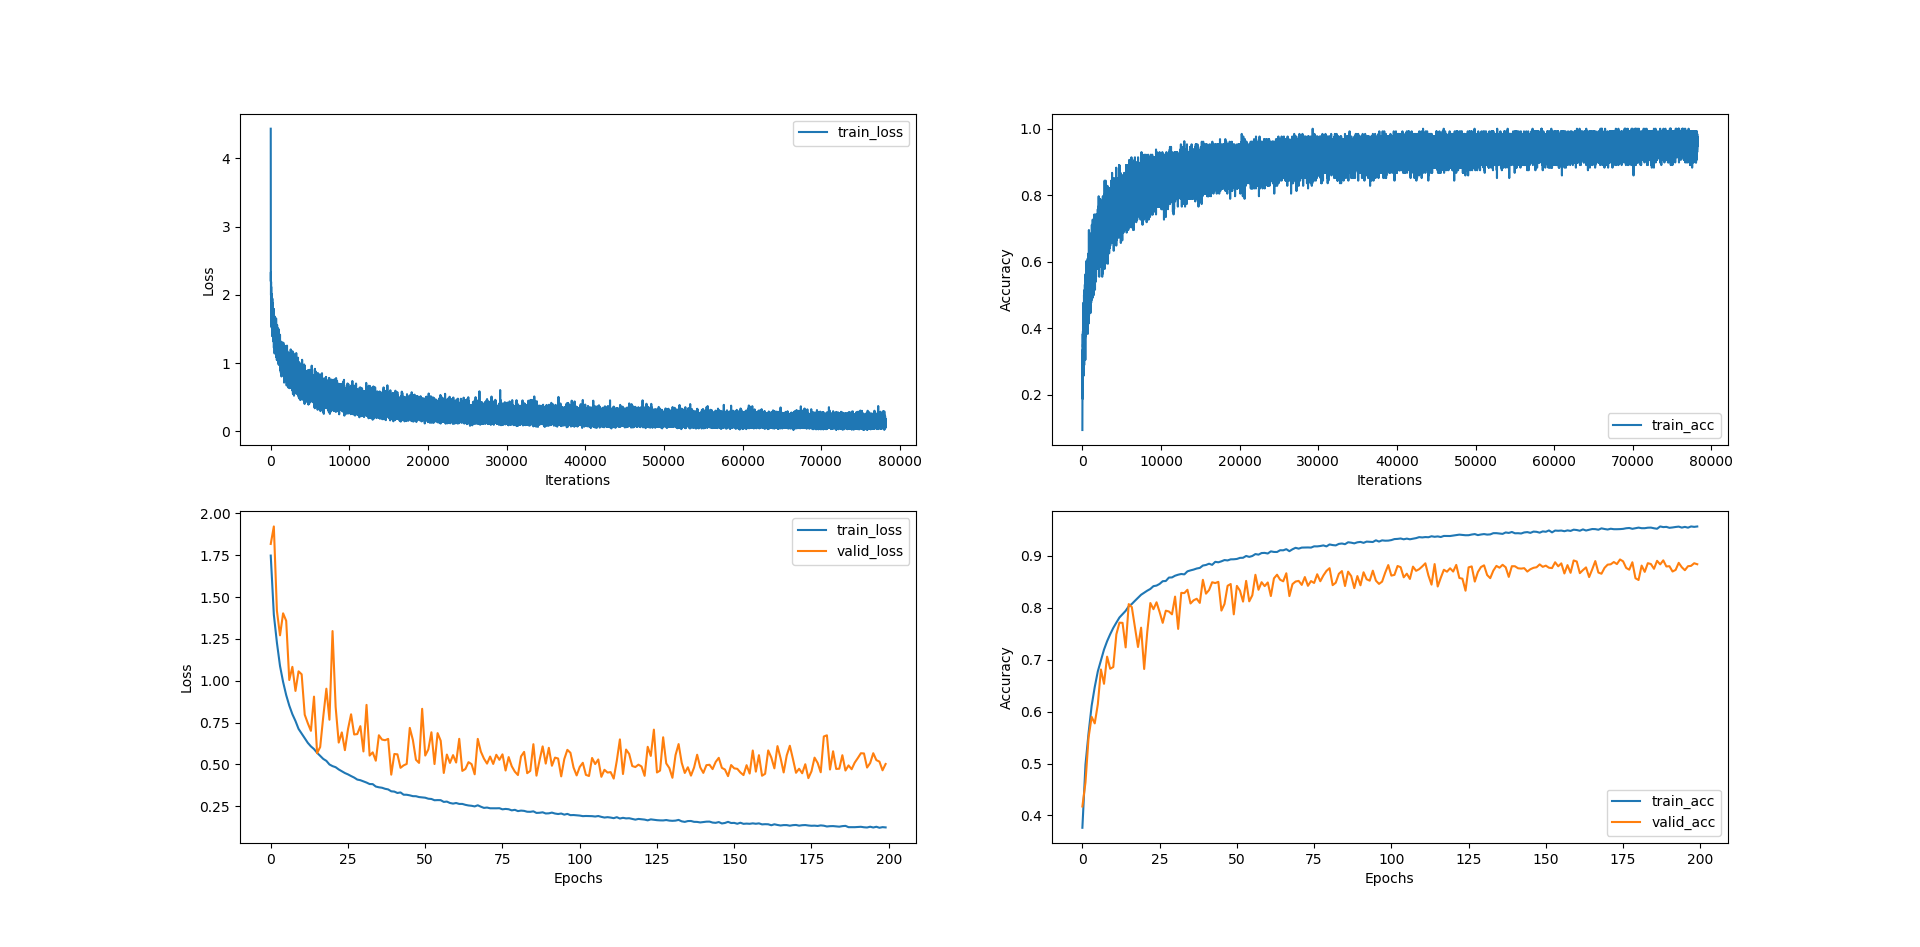 train_loss
4
3
2
1
0
Loss
0 10000 20000 30000 40000 50000 60000 70000 80000
Iterations
1.0
0.8
0.6
0.4
0.2
Accuracy
train_acc
0 10000 20000 30000 40000 50000 60000 70000 80000
Iterations
2.00
1.75
1.50
1.25
1.00
0.75
0.50
0.25
Loss
train_loss
valid_loss
0 25 50 75 100 125 150 175 200
Epochs
0.9
0.8
0.7
0.6
0.5
0.4
Accuracy
train_acc
valid_acc
0 25 50 75 100 125 150 175 200
Epochs